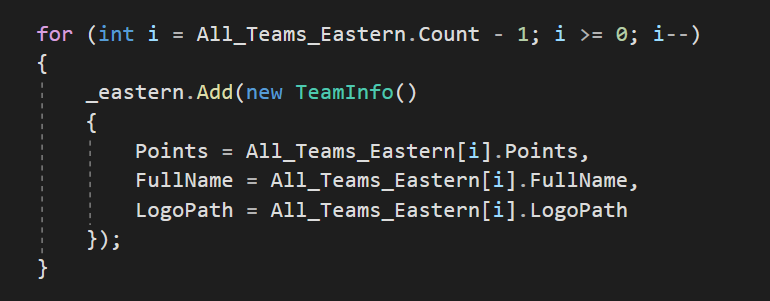 for (int i = All_Teams_Eastern.Count - 1; i >= 0; i--)
{
    _eastern.Add(new TeamInfo()
    {
        Points = All_Teams_Eastern[i].Points,
        FullName = All_Teams_Eastern[i].FullName,
        LogoPath = All_Teams_Eastern[i].LogoPath
    });
}